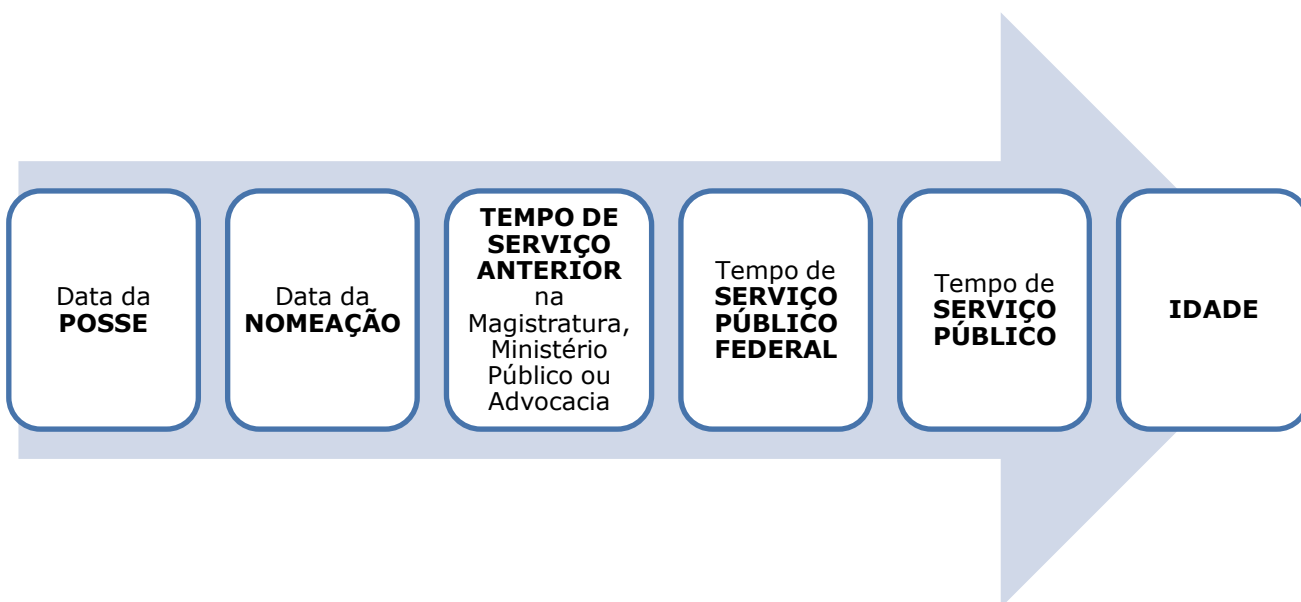 Data da
POSSE
Data da
NOMEAÇÃO
TEMPO DE
SERVIÇO
ANTERIOR
na
Magistratura,
Ministério
Público ou
Advocacia
Tempo de
SERVIÇO
PÚBLICO
FEDERAL
Tempo de
SERVIÇO
PÚBLICO
IDADE